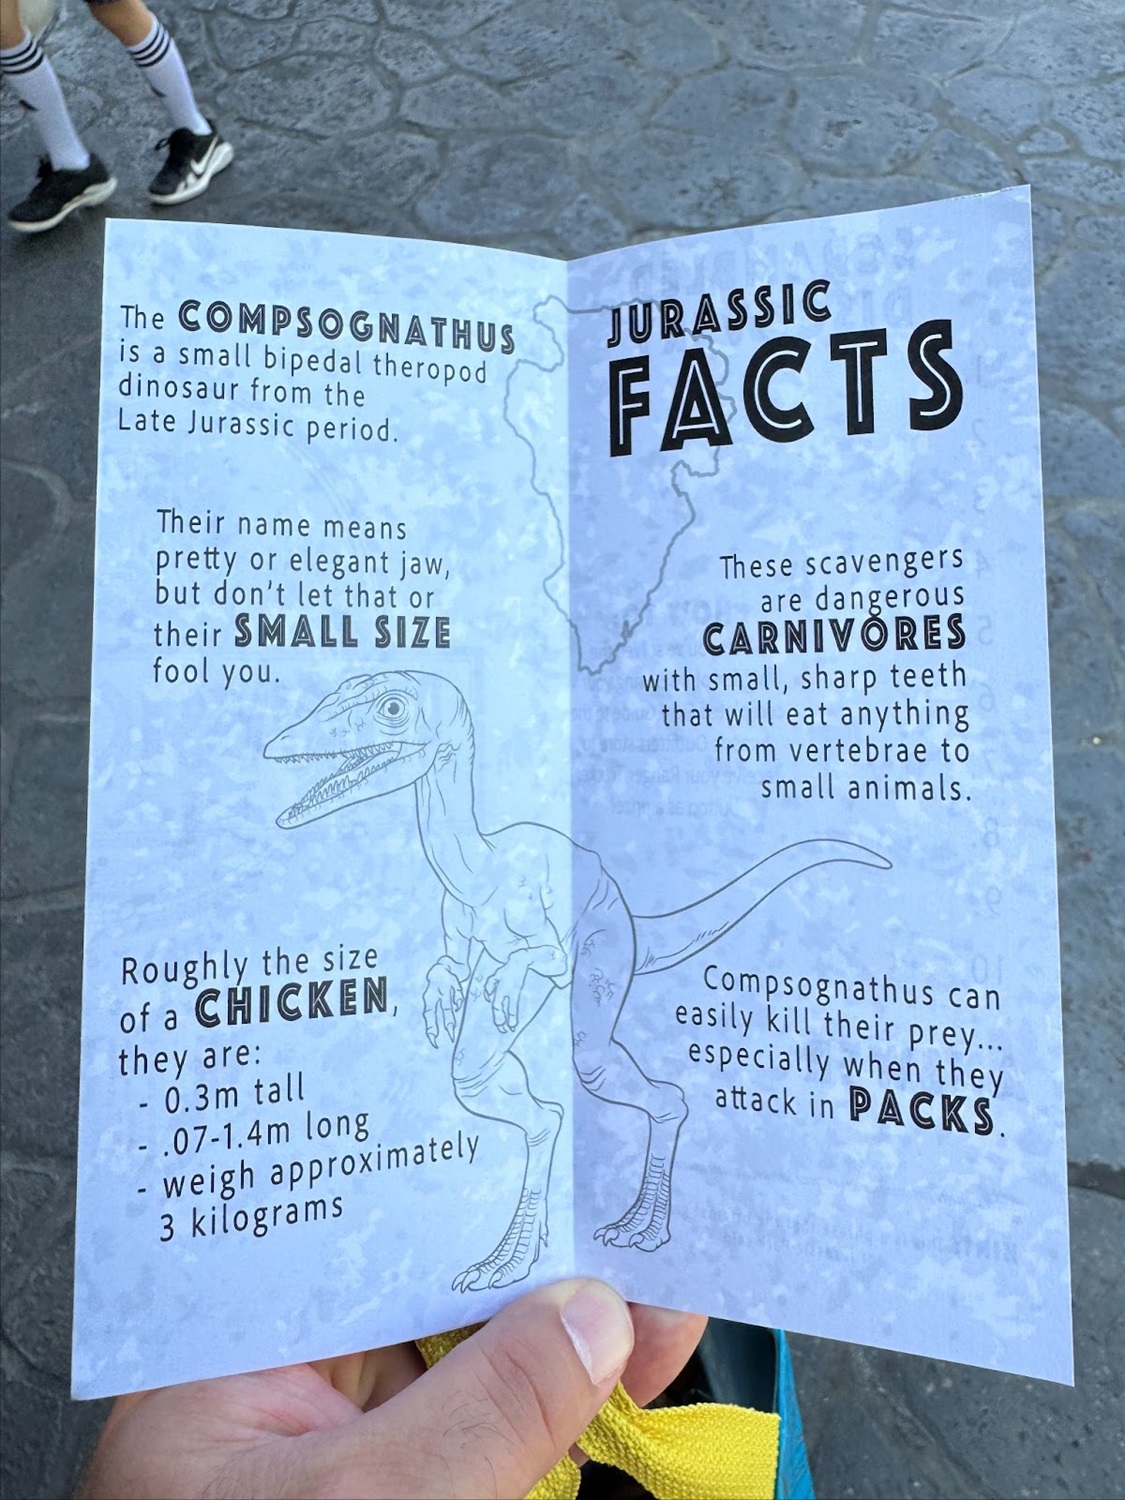 The COMPSOGNATHUS
is a small bipedal theropod
dinosaur from the
Late Jurassic period.
Their name means
pretty or elegant jaw,
but don't let that or
their SMALL SIZE
fool you.
Roughly the size
of a CHICKEN,
they are:
- 0.3m tall
- .07-1.4m long
- weigh approximately
3 kilograms
JURASSIC
FACTS
These scavengers
are dangerous
CARNIVORES
with small, sharp teeth
that will eat anything
from vertebrae to
small animals.
Compsognathus can
easily kill their prey...
especially when they
attack in PACKS.